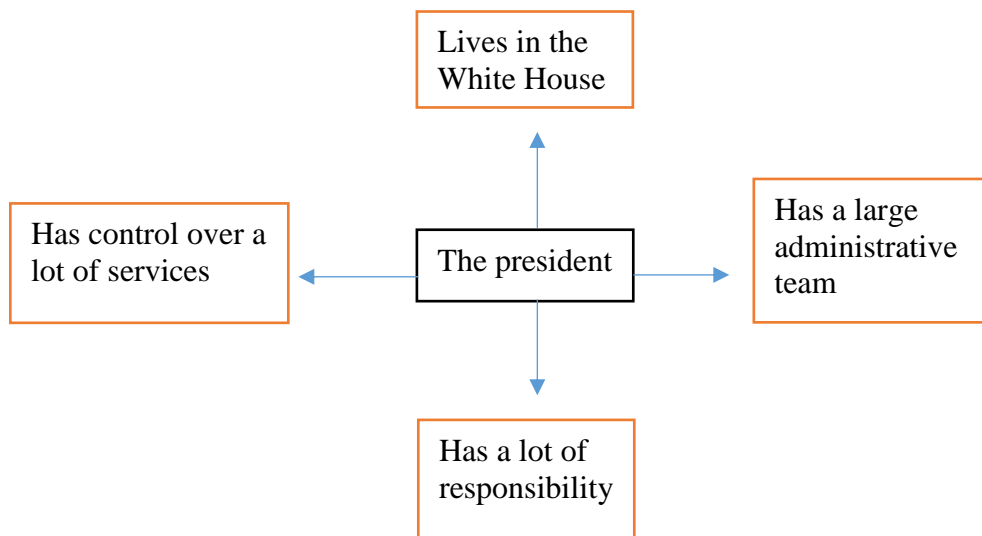 Lives in the
White House
Has control over a
lot of services
The president
Has a large
administrative
team
Has a lot of
responsibility